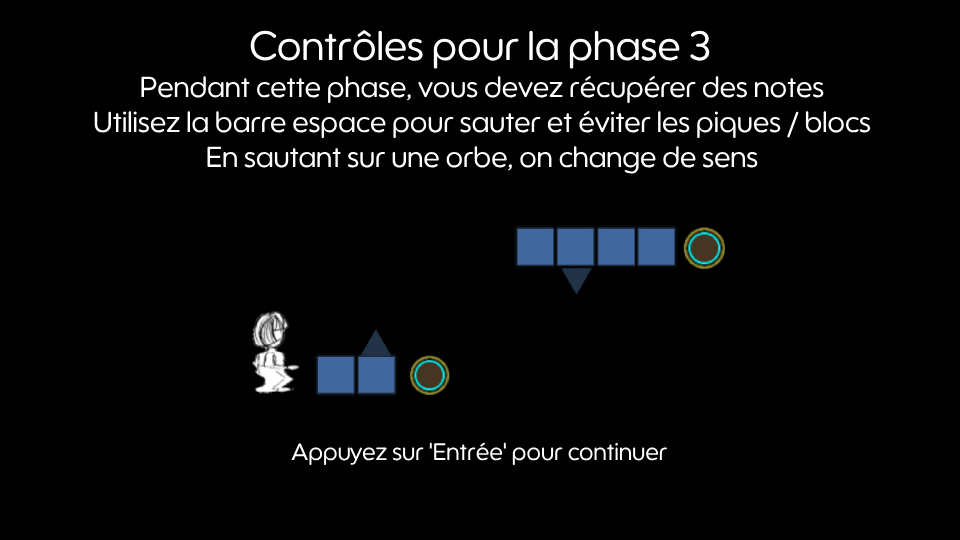 Contrôles pour la phase 3
Pendant cette phase, vous devez récupérer des notes
Utilisez la barre espace pour sauter et éviter les piques / blocs
En sautant sur une orbe, on change de sens
Appuyez sur 'Entrée' pour continuer